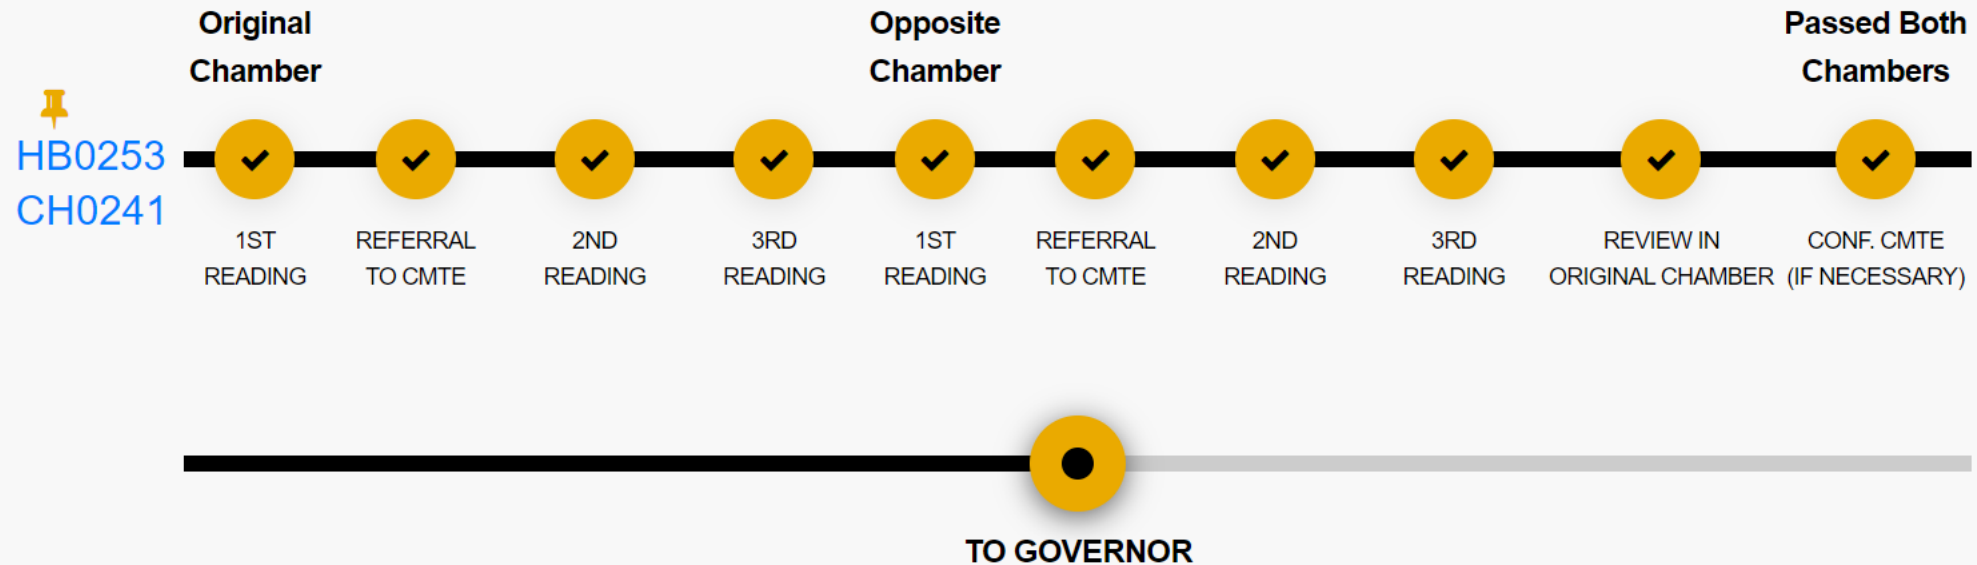 Original
Chamber
Opposite
Chamber
Passed Both
Chambers
HB0253
CH0241
1ST
READING
REFERRAL
TO CMTE
2ND
READING
3RD
READING
1ST
READING
REFERRAL
TO CMTE
2ND
READING
3RD
READING
REVIEW IN
ORIGINAL CHAMBER
CONF. CMTE
(IF NECESSARY)
TO GOVERNOR